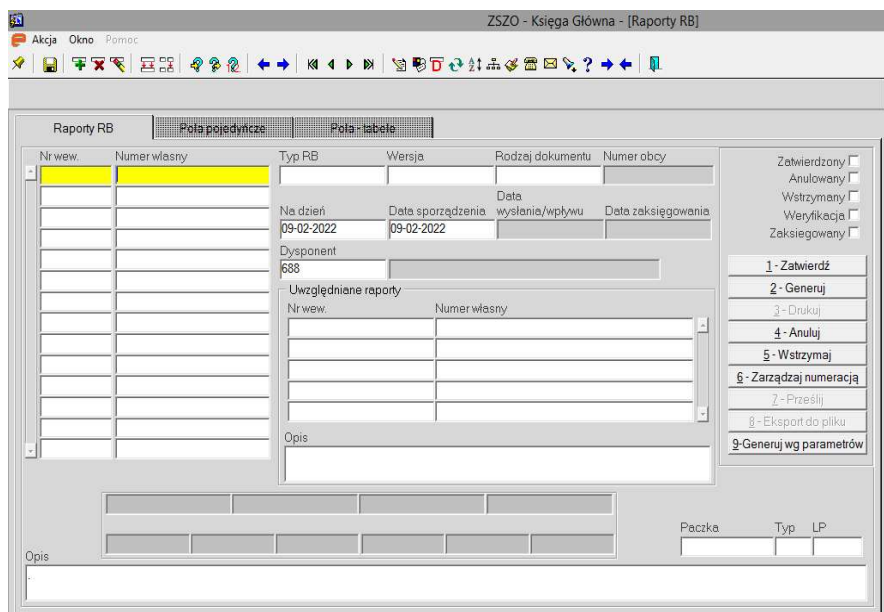 ZSZO - Księga Główna - [Raporty RB]
Akcja Okno Pomoc
Raporty RB Pola pojedyńcze Pola - tabele
Nr wew. Numer własny Typ RB Wersja Rodzaj dokumentu Numer obcy
Zatwierdzony
Anulowany
Wstrzymany
Weryfikacja
Zaksiegowany
Na dzień Data sporządzenia Data wysłania/wpływu Data zaksięgowania
09-02-2022 09-02-2022
Dysponent
688
1 - Zatwierdź
2 - Generuj
3 - Drukuj
4 - Anuluj
5 - Wstrzymaj
6 - Zarządzaj numeracją
7 - Prześlij
8 - Eksport do pliku
9-Generuj wg parametrów
Uwzględniane raporty
Nr wew. Numer własny
Opis
Paczka Typ LP
Opis
.